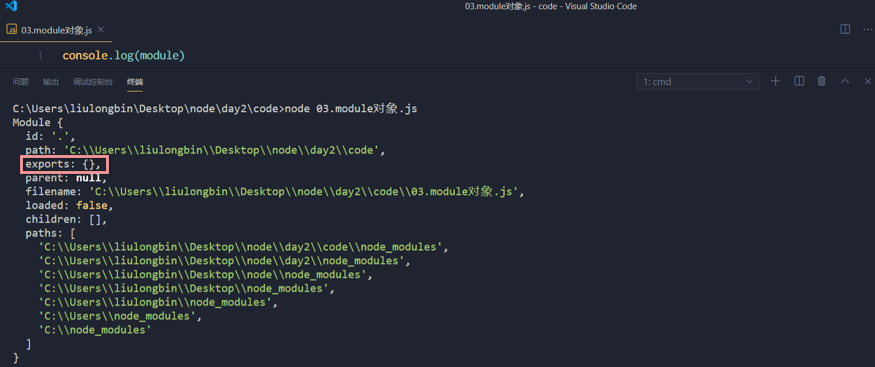 03.module对象.js - code - Visual Studio Code
03.module对象.js
1 console.log(module)
问题 输出 调试控制台 终端 1: cmd
C:\Users\liulongbin\Desktop\node\day2\code>node 03.module对象.js
Module {
id: '.',
path: 'C:\\Users\\liulongbin\\Desktop\\node\\day2\\code',
exports: {},
parent: null,
filename: 'C:\\Users\\liulongbin\\Desktop\\node\\day2\\code\\03.module对象.js',
loaded: false,
children: [],
paths: [
'C:\\Users\\liulongbin\\Desktop\\node\\day2\\code\\node_modules',
'C:\\Users\\liulongbin\\Desktop\\node\\day2\\node_modules',
'C:\\Users\\liulongbin\\Desktop\\node\\node_modules',
'C:\\Users\\liulongbin\\Desktop\\node_modules',
'C:\\Users\\liulongbin\\node_modules',
'C:\\Users\\node_modules',
'C:\\node_modules'
]
}